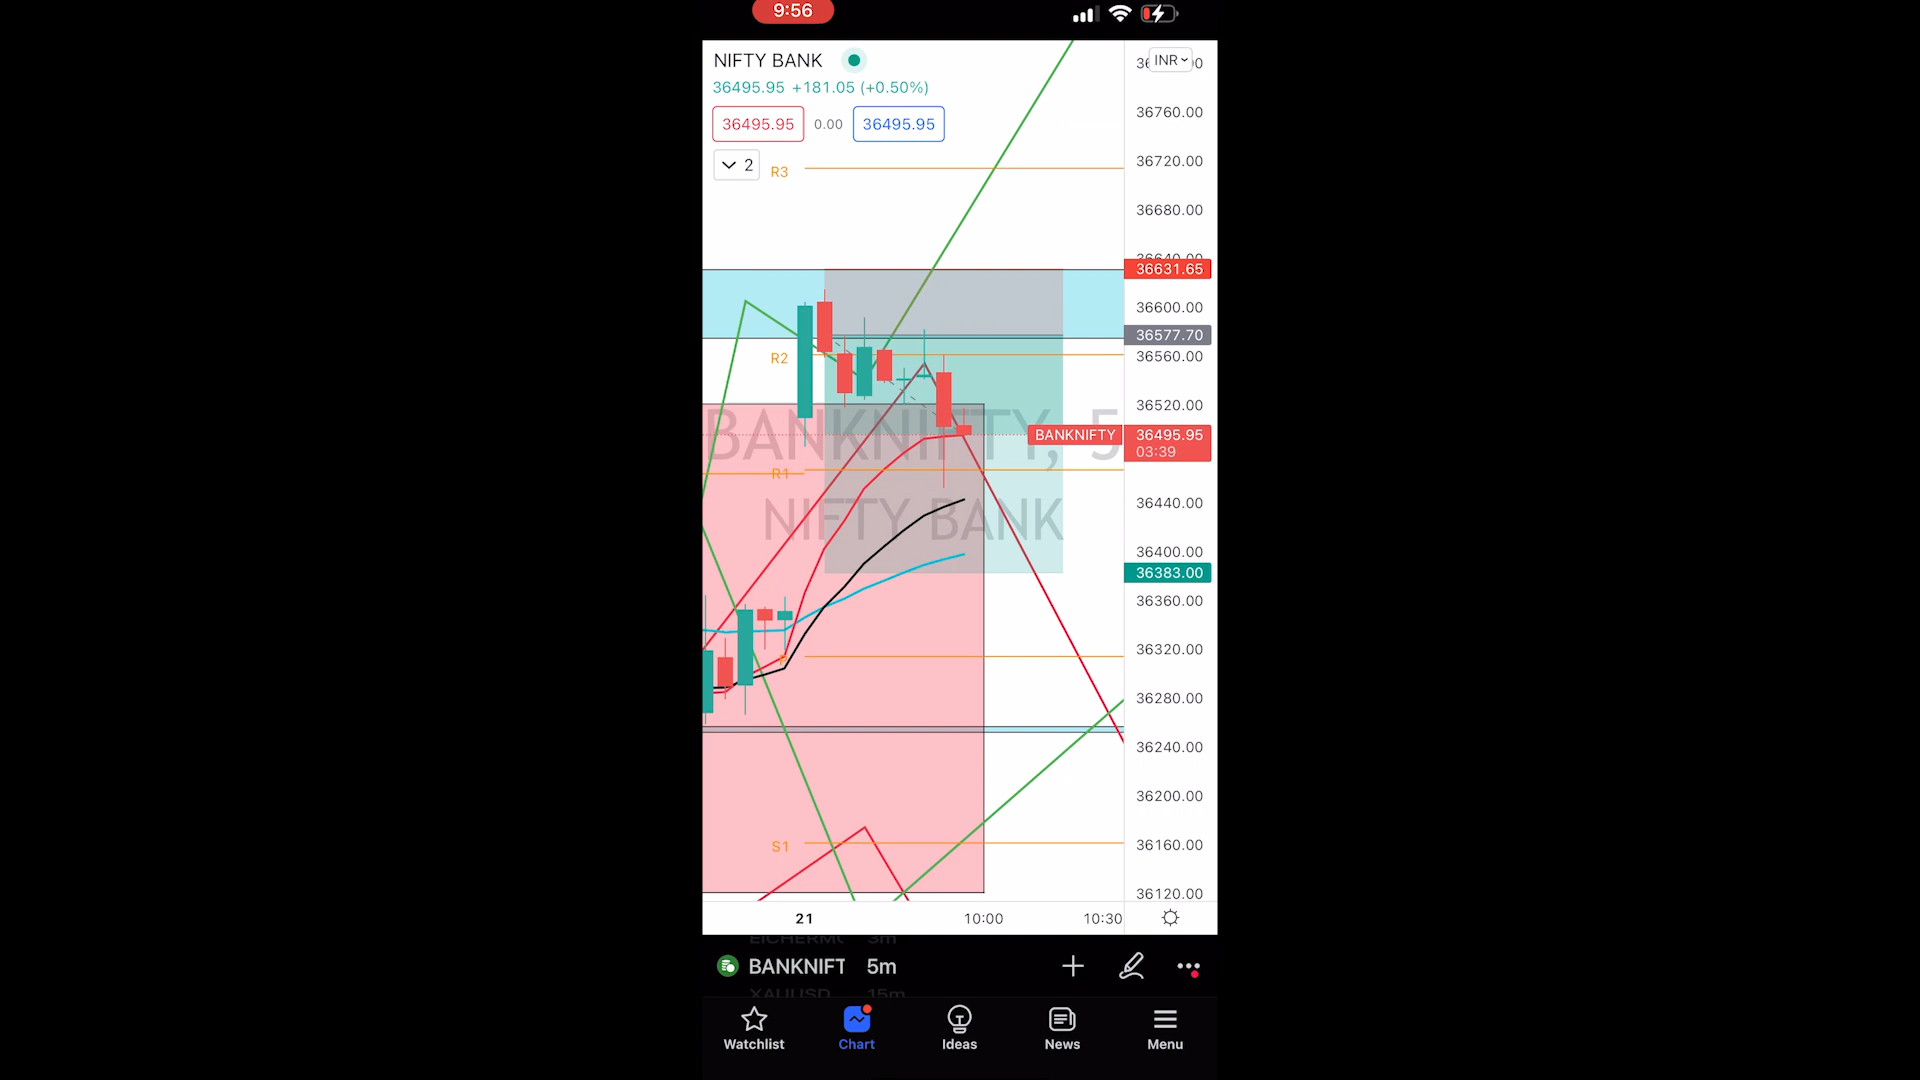 9:56
NIFTY BANK
INR
36495.95 +181.05 (+0.50%)
36495.95 0.00 36495.95
2
R3
R2
R1
P
S1
BANKNIFTY, 5
NIFTY BANK
36760.00
36720.00
36680.00
36640.00
36631.65
36600.00
36577.70
36560.00
36520.00
BANKNIFTY 36495.95
03:39
36440.00
36400.00
36383.00
36360.00
36320.00
36280.00
36240.00
36200.00
36160.00
36120.00
21 10:00 10:30
BANKNIFT 5m
XAUUSD 15m
Watchlist Chart Ideas News Menu